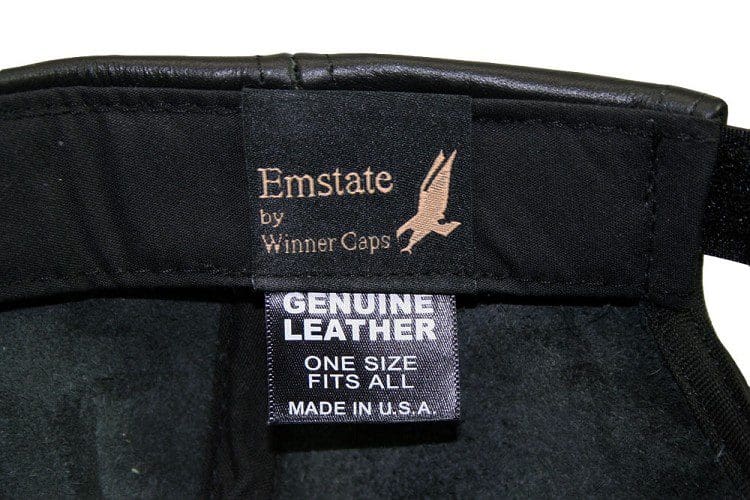 Emstate
by
Winner Caps
GENUINE
LEATHER
ONE SIZE
FITS ALL
MADE IN U.S.A.